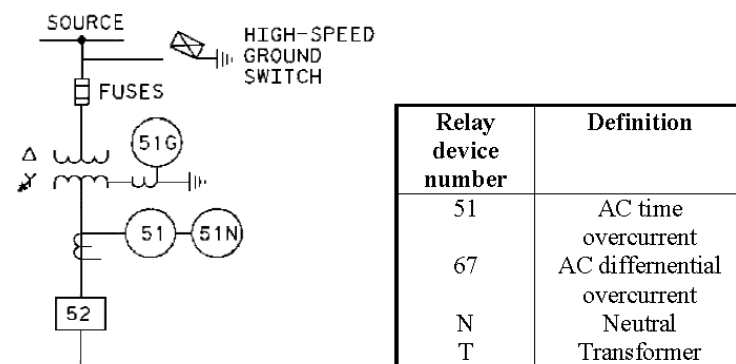 SOURCE
HIGH-SPEED
GROUND
SWITCH
FUSES
51G
Δ
Y
51
51N
52
Relay device number Definition
51 AC time overcurrent
67 AC differnential overcurrent
N Neutral
T Transformer